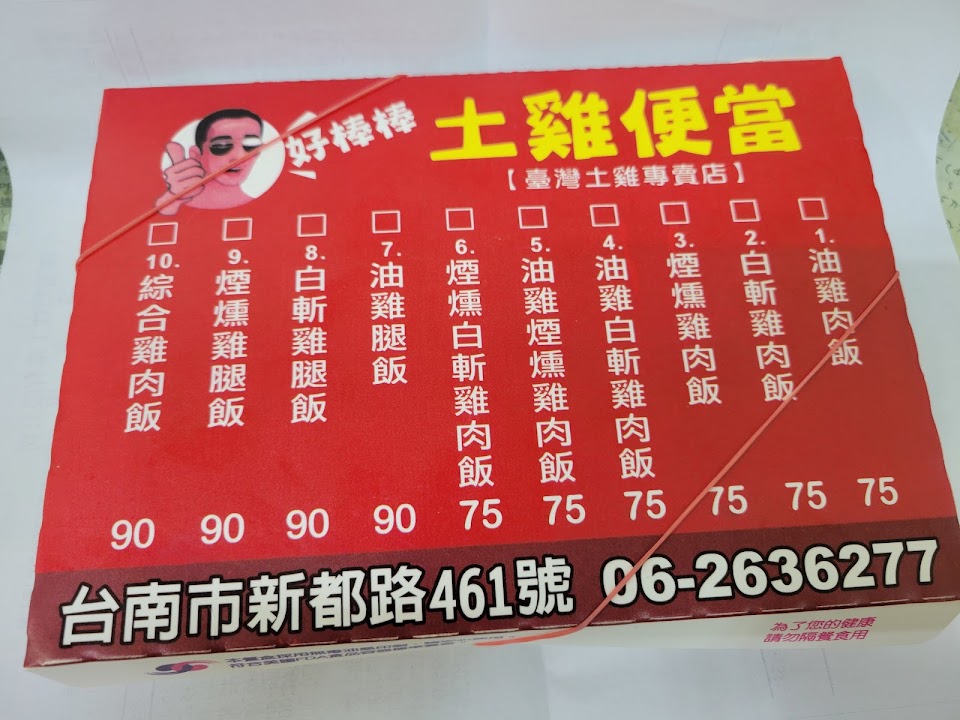 好棒棒
土雞便當
【臺灣土雞專賣店】
1.油雞肉飯 75
2.白斬雞肉飯 75
3.煙燻雞肉飯 75
4.油雞白斬雞肉飯 75
5.油雞煙燻雞肉飯 75
6.煙燻白斬雞肉飯 75
7.油雞腿飯 90
8.白斬雞腿飯 90
9.煙燻雞腿飯 90
10.綜合雞肉飯 90
台南市新都路461號 06-2636277
為了您的健康
請勿隔餐食用